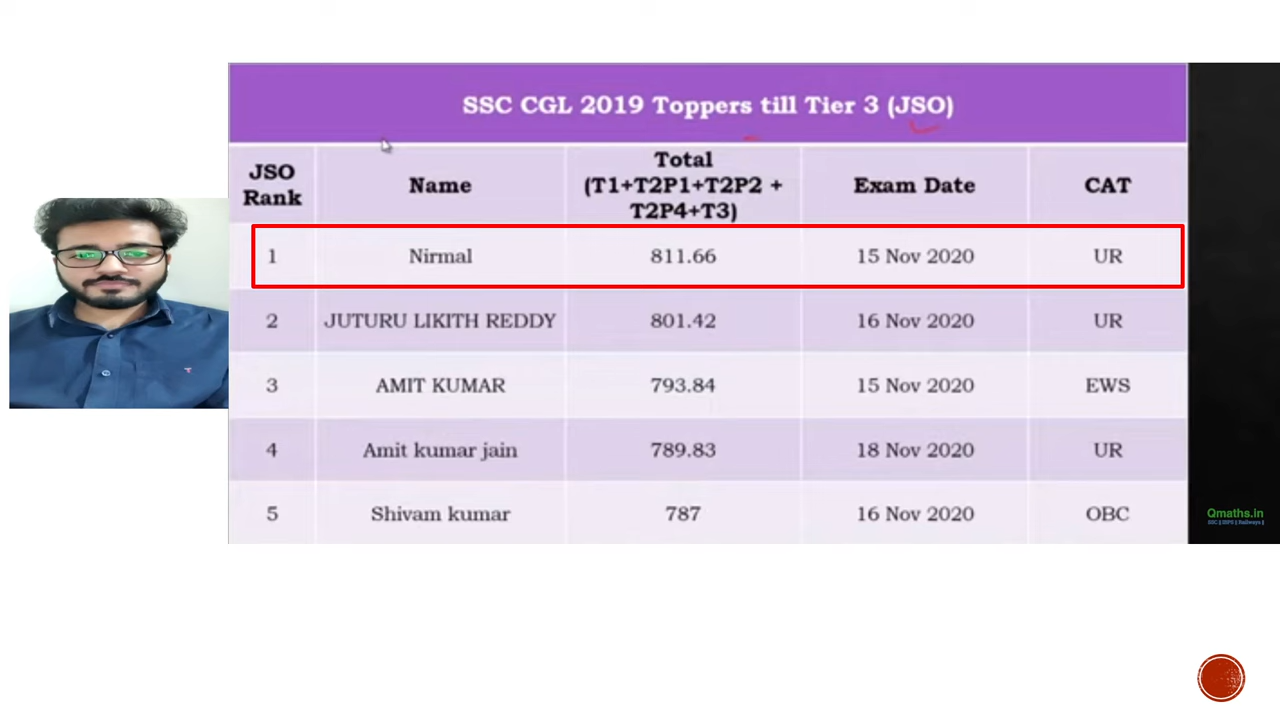 SSC CGL 2019 Toppers till Tier 3 (JSO)
JSO Rank Name Total (T1+T2P1+T2P2 + T2P4+T3) Exam Date CAT
1 Nirmal 811.66 15 Nov 2020 UR
2 JUTURU LIKITH REDDY 801.42 16 Nov 2020 UR
3 AMIT KUMAR 793.84 15 Nov 2020 EWS
4 Amit kumar jain 789.83 18 Nov 2020 UR
5 Shivam kumar 787 16 Nov 2020 OBC
Qmaths.in